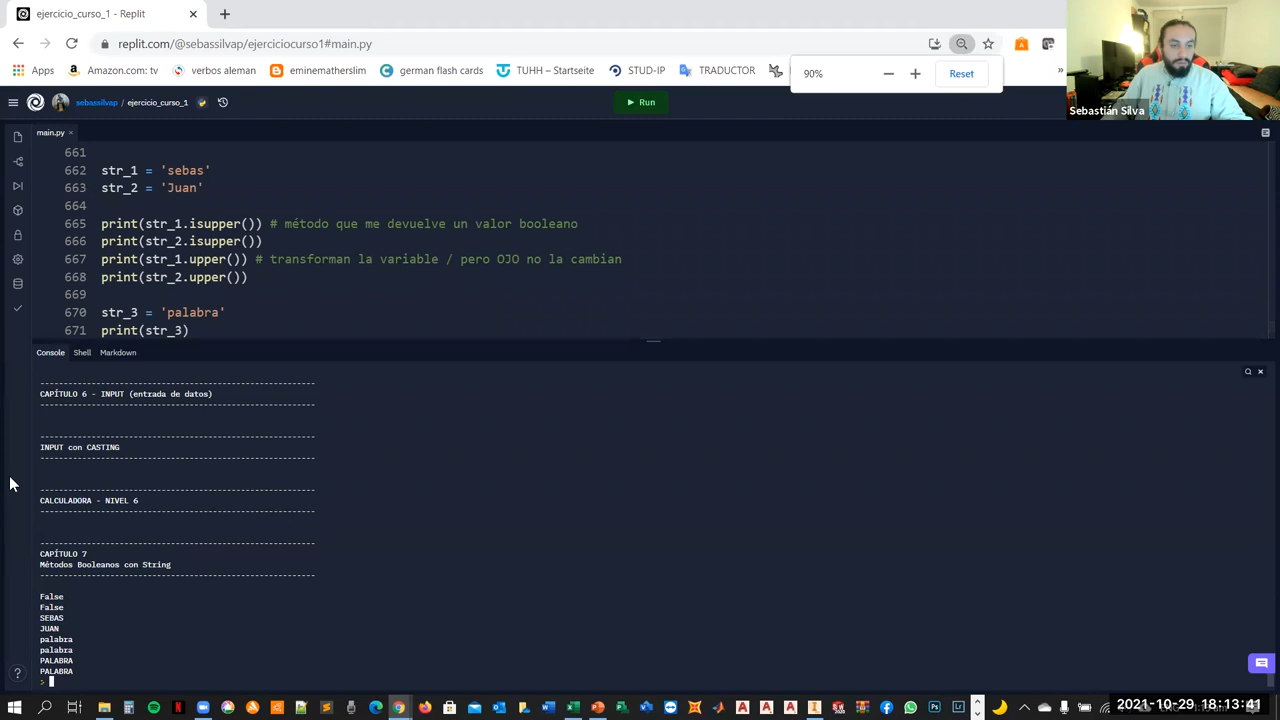 ejercicio_curso_1 - Replit
replit.com/@sebassilvap/ejerciciocurso1#main.py
Apps
Amazon.com: tv
verbos aleman
eminematherslim
german flash cards
TUHH – Startseite
STUD-IP
TRADUCTOR
»
90%
Reset
Sebastián Silva
sebassilvap / ejercicio_curso_1
Run
main.py
661
662 str_1 = 'sebas'
663 str_2 = 'Juan'
664
665 print(str_1.isupper()) # método que me devuelve un valor booleano
666 print(str_2.isupper())
667 print(str_1.upper()) # transforman la variable / pero OJO no la cambian
668 print(str_2.upper())
669
670 str_3 = 'palabra'
671 print(str_3)
Console Shell Markdown
--------------------------------------------------------
CAPÍTULO 6 - INPUT (entrada de datos)
--------------------------------------------------------
--------------------------------------------------------
INPUT con CASTING
--------------------------------------------------------
--------------------------------------------------------
CALCULADORA - NIVEL 6
--------------------------------------------------------
--------------------------------------------------------
CAPÍTULO 7
Métodos Booleanos con String
--------------------------------------------------------
False
False
SEBAS
JUAN
palabra
palabra
PALABRA
PALABRA
>
2021-10-29 18:13:41